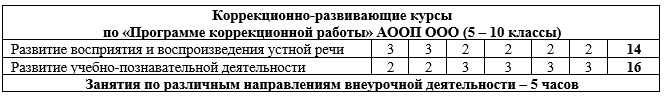 Коррекционно-развивающие курсы
по «Программе коррекционной работы» АООП ООО (5 – 10 классы)
Развитие восприятия и воспроизведения устной речи 3 3 2 2 2 2 14
Развитие учебно-познавательной деятельности 2 2 3 3 3 3 16
Занятия по различным направлениям внеурочной деятельности – 5 часов